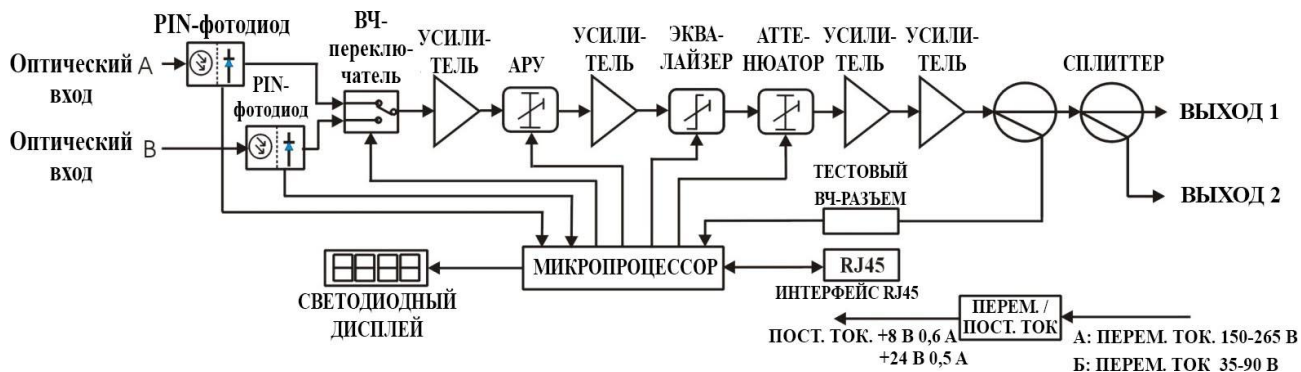 PIN-фотодиод
Оптический A
вход
PIN-
фотодиод
Оптический B
вход
ВЧ-
переклю-
чатель
УСИЛИ-
ТЕЛЬ
АРУ
УСИЛИ-
ТЕЛЬ
ЭКВА-
ЛАЙЗЕР
АТТЕ-
НЮАТОР
УСИЛИ-
ТЕЛЬ
УСИЛИ-
ТЕЛЬ
СПЛИТТЕР
ВЫХОД 1
ВЫХОД 2
ТЕСТОВЫЙ
ВЧ-РАЗЪЕМ
МИКРОПРОЦЕССОР
RJ45
ИНТЕРФЕЙС RJ45
8888
СВЕТОДИОДНЫЙ
ДИСПЛЕЙ
ПЕРЕМ. /
ПОСТ. ТОК
ПОСТ. ТОК. +8 В 0,6 А
+24 В 0,5 А
А: ПЕРЕМ. ТОК. 150-265 В
Б: ПЕРЕМ. ТОК 35-90 В